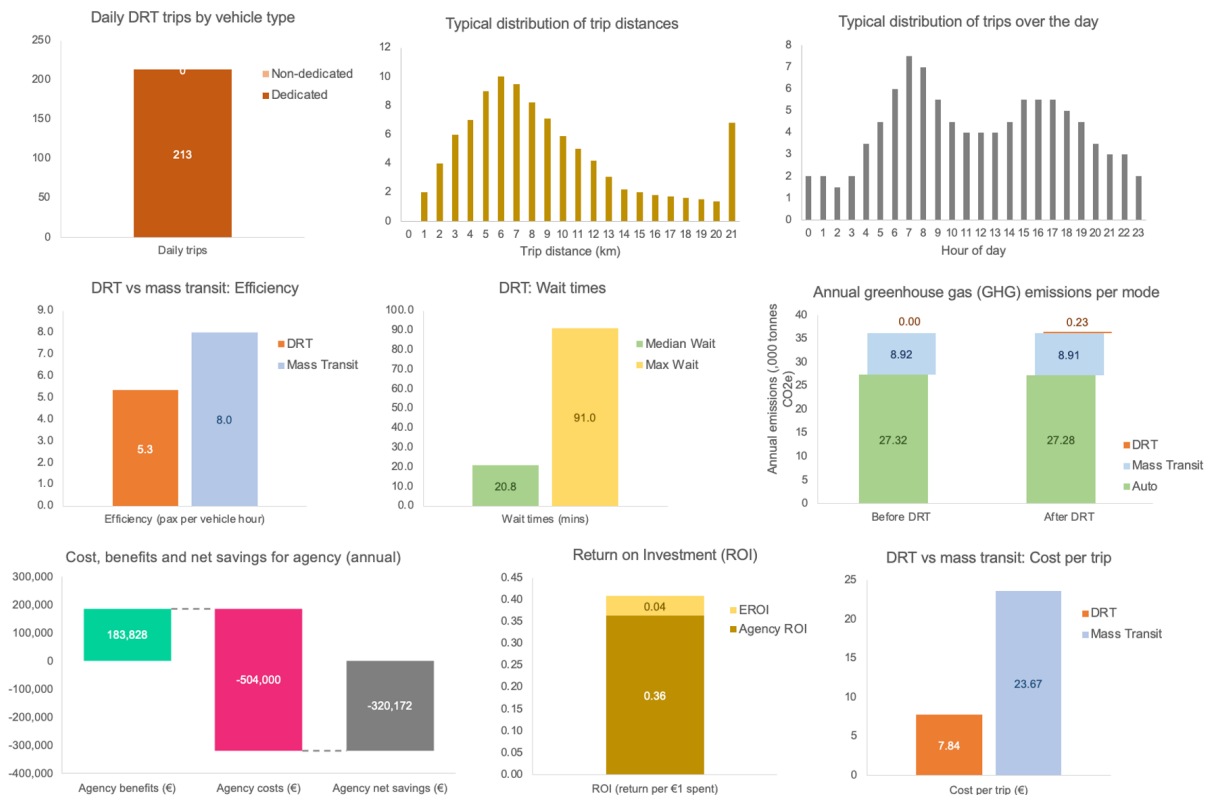 Daily DRT trips by vehicle type
250
200
150
100
50
0
0
213
Daily trips
Non-dedicated
Dedicated
Typical distribution of trip distances
12
10
8
6
4
2
0
0 1 2 3 4 5 6 7 8 9 10 11 12 13 14 15 16 17 18 19 20 21
Trip distance (km)
Typical distribution of trips over the day
8
7
6
5
4
3
2
1
0
0 1 2 3 4 5 6 7 8 9 10 11 12 13 14 15 16 17 18 19 20 21 22 23
Hour of day
DRT vs mass transit: Efficiency
9.0
8.0
7.0
6.0
5.0
4.0
3.0
2.0
1.0
0.0
5.3
8.0
Efficiency (pax per vehicle hour)
DRT
Mass Transit
DRT: Wait times
100.0
90.0
80.0
70.0
60.0
50.0
40.0
30.0
20.0
10.0
0.0
20.8
91.0
Wait times (mins)
Median Wait
Max Wait
Annual greenhouse gas (GHG) emissions per mode
Annual emissions (,000 tonnes
CO2e)
40
35
30
25
20
15
10
5
0
0.00
8.92
27.32
0.23
8.91
27.28
Before DRT
After DRT
DRT
Mass Transit
Auto
Cost, benefits and net savings for agency (annual)
300,000
200,000
100,000
0
-100,000
-200,000
-300,000
-400,000
183,828
-504,000
-320,172
Agency benefits (€)
Agency costs (€)
Agency net savings (€)
Return on Investment (ROI)
0.45
0.40
0.35
0.30
0.25
0.20
0.15
0.10
0.05
0.00
0.04
0.36
ROI (return per €1 spent)
EROI
Agency ROI
DRT vs mass transit: Cost per trip
25
20
15
10
5
0
7.84
23.67
Cost per trip (€)
DRT
Mass Transit